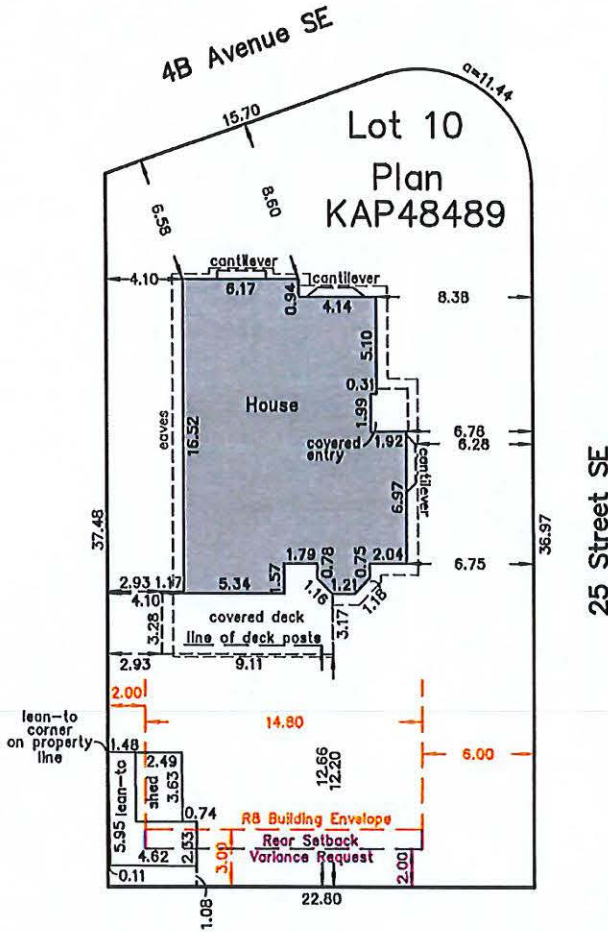 4B Avenue SE
15.70
a=11.44
Lot 10
Plan
KAP48489
6.58
8.60
cantilever
cantilever
4.10
6.17
0.94
4.14
8.38
5.10
0.31
House
1.99
eaves
16.52
covered
entry
1.92
6.76
6.28
cantilever
6.97
37.48
36.97
25 Street SE
1.79
0.78
0.75
2.04
6.75
2.93
1.17
5.34
1.57
1.16
1.21
1.18
4.10
3.28
covered deck
3.17
line of deck posts
2.93
9.11
2.00
14.80
6.00
lean-to
corner
on property
line
1.48
2.49
lean-to
shed
3.63
12.66
12.20
0.74
5.95
R8 Building Envelope
Rear Setback
Variance Request
4.62
2.53
3.00
2.00
0.11
1.08
22.80